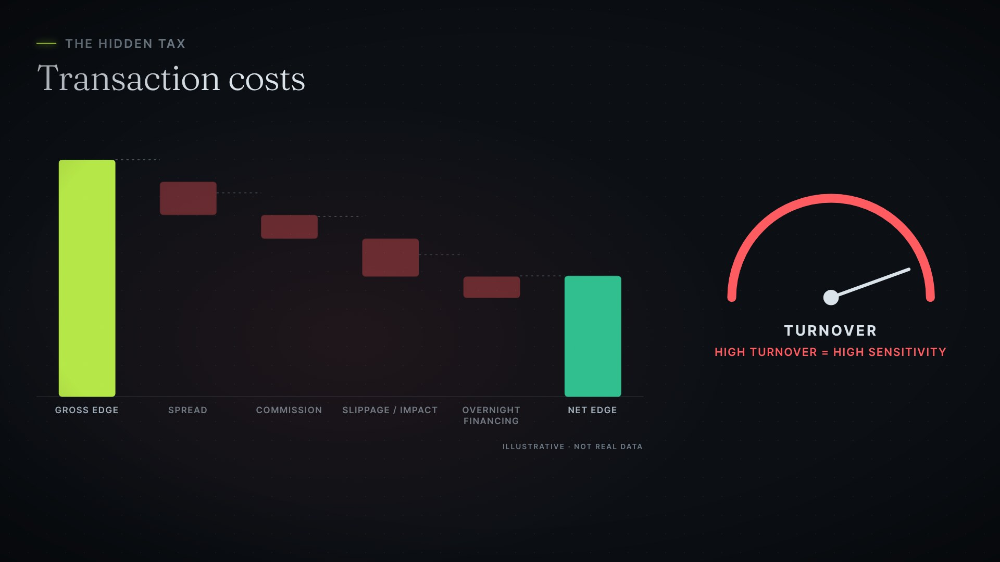 THE HIDDEN TAX
Transaction costs
GROSS EDGE
SPREAD
COMMISSION
SLIPPAGE / IMPACT
OVERNIGHT
FINANCING
NET EDGE
ILLUSTRATIVE · NOT REAL DATA
TURNOVER
HIGH TURNOVER = HIGH SENSITIVITY